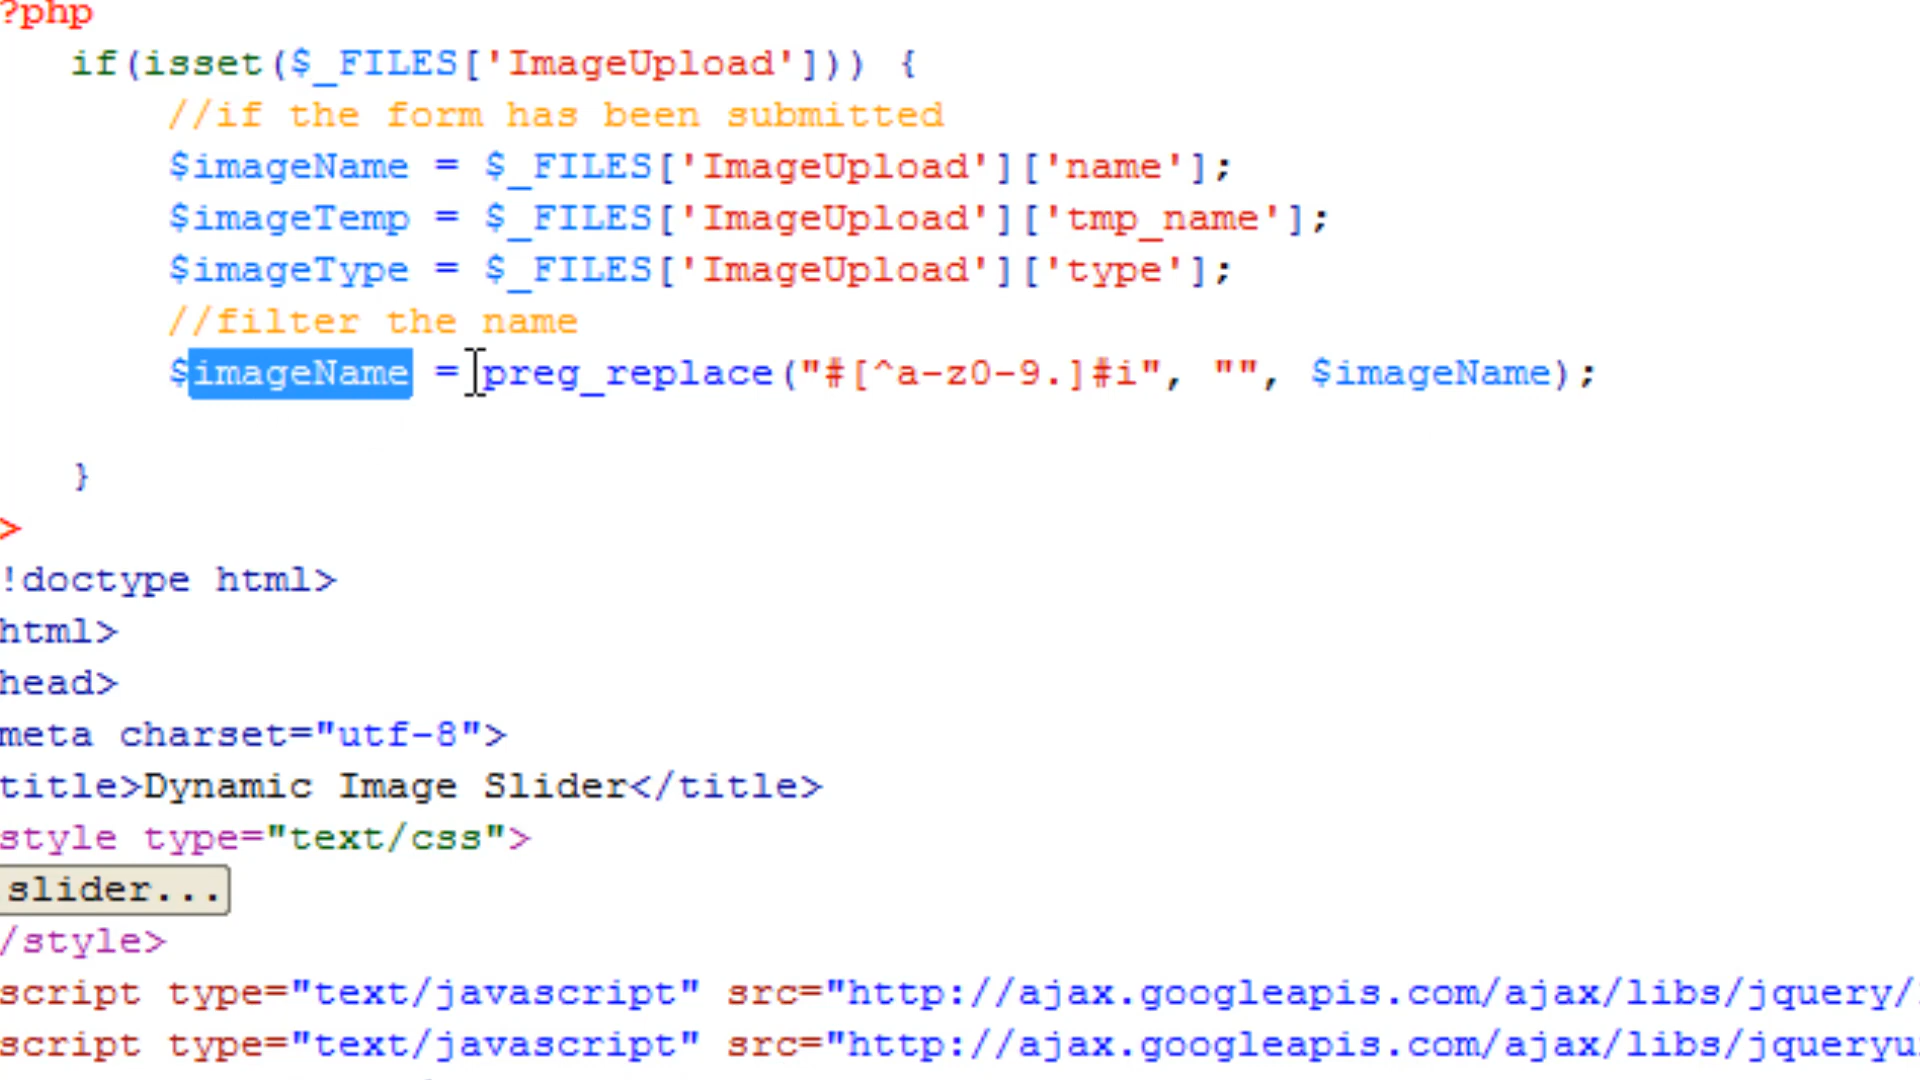 ?php
if(isset($_FILES['ImageUpload'])) {
//if the form has been submitted
$imageName = $_FILES['ImageUpload']['name'];
$imageTemp = $_FILES['ImageUpload']['tmp_name'];
$imageType = $_FILES['ImageUpload']['type'];
//filter the name
$imageName = preg_replace("#[^a-z0-9.]#i", "", $imageName);
}
>
!doctype html>
html>
head>
meta charset="utf-8">
title>Dynamic Image Slider</title>
style type="text/css">
slider...
/style>
script type="text/javascript" src="http://ajax.googleapis.com/ajax/libs/jquery/
script type="text/javascript" src="http://ajax.googleapis.com/ajax/libs/jqueryu